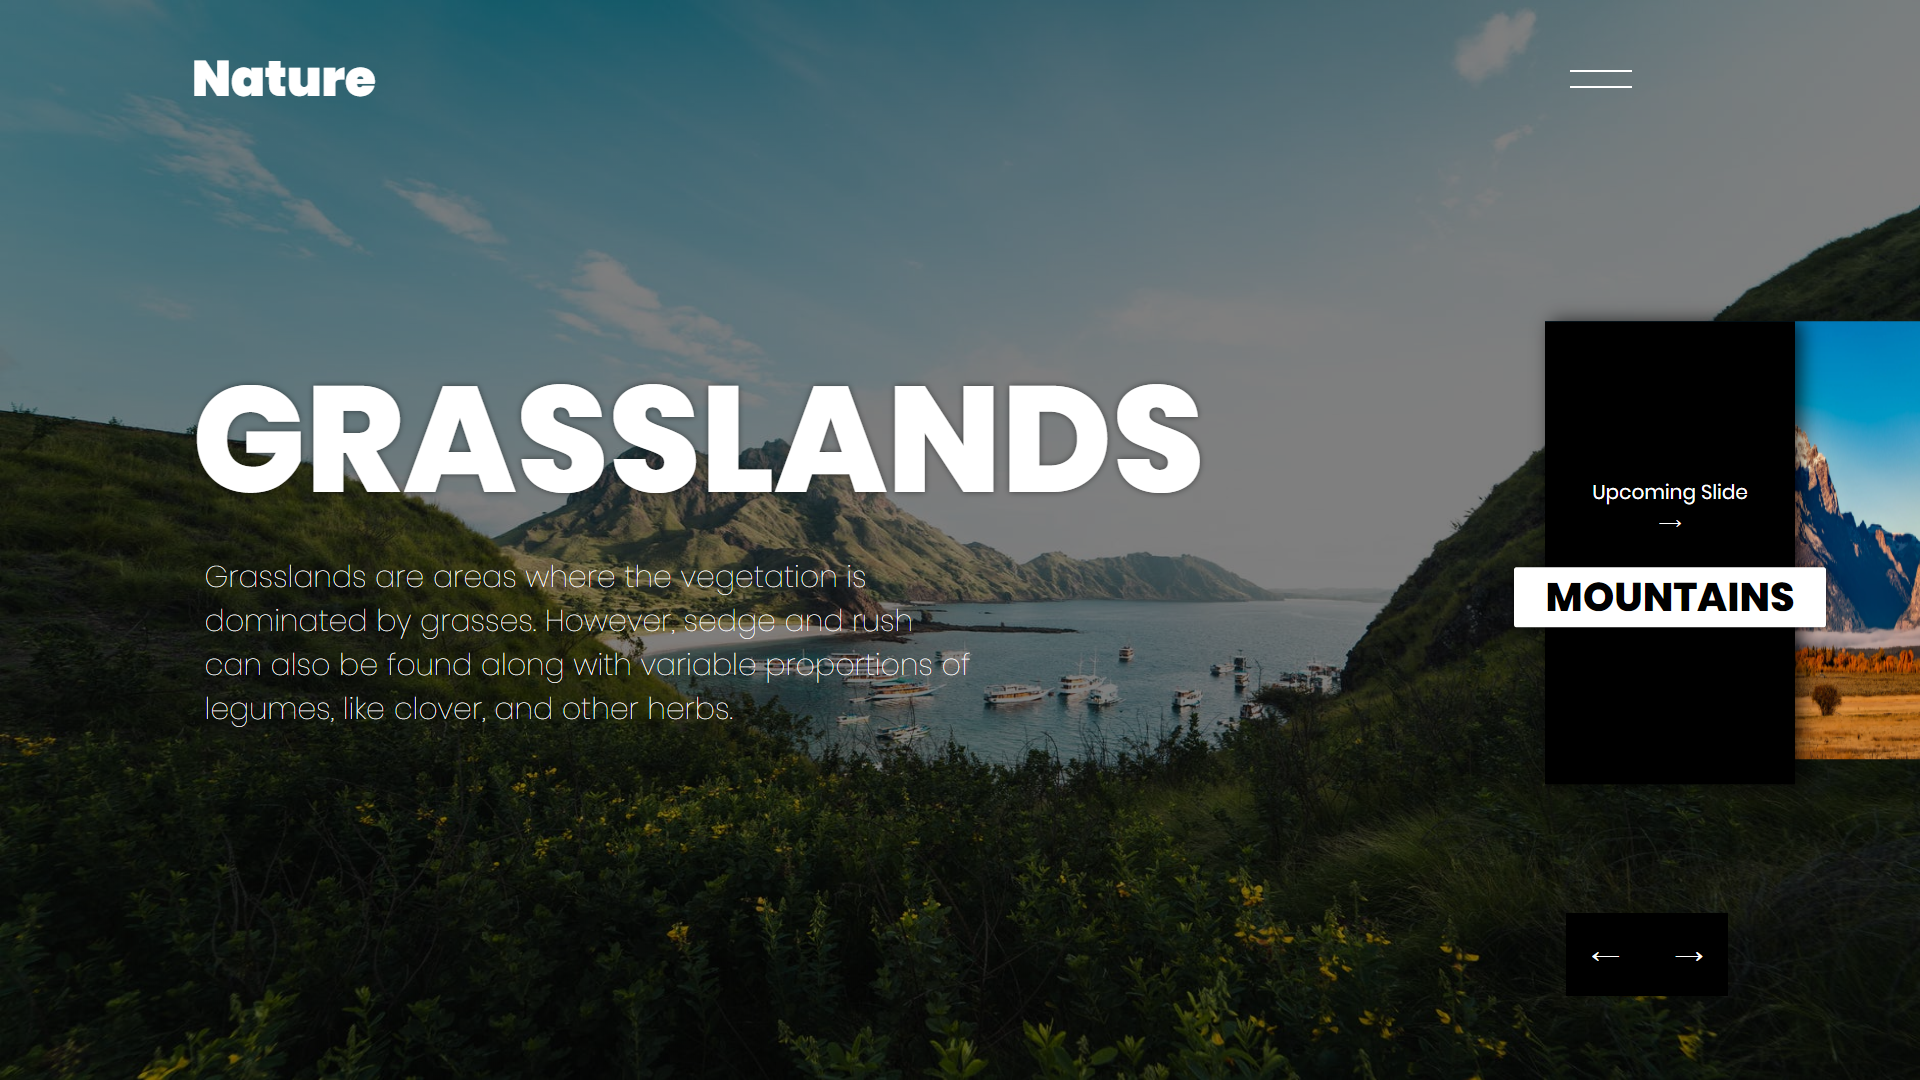 Nature
GRASSLANDS
Grasslands are areas where the vegetation is
dominated by grasses. However, sedge and rush
can also be found along with variable proportions of
legumes, like clover, and other herbs.
Upcoming Slide
→
MOUNTAINS
← →